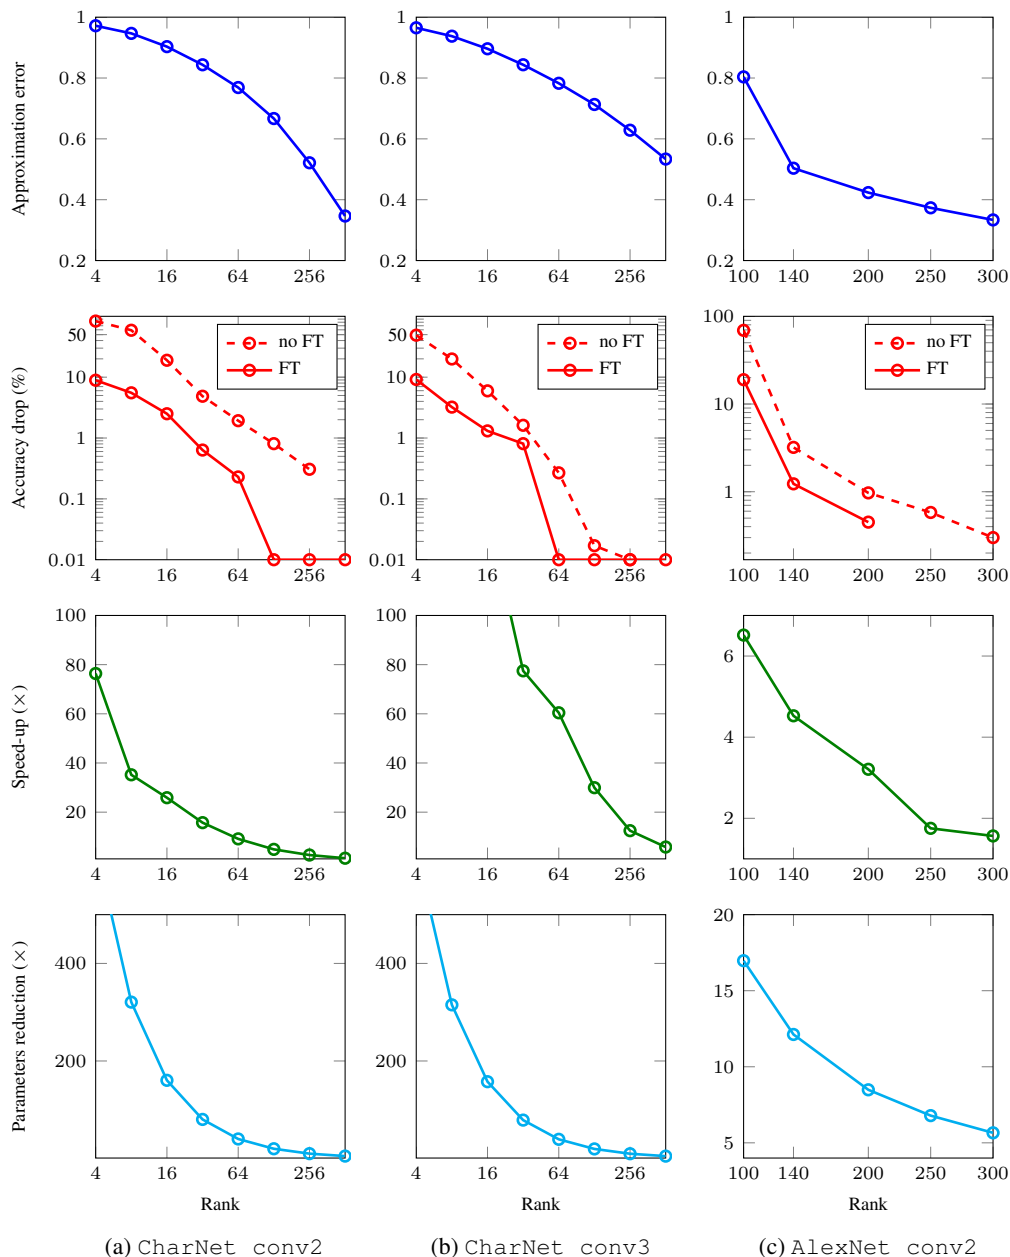 1
0.8
0.6
0.4
0.2
4 16 64 256
Approximation error
1
0.8
0.6
0.4
0.2
4 16 64 256
1
0.8
0.6
0.4
0.2
100 140 200 250 300
50
10
1
0.1
0.01
4 16 64 256
Accuracy drop (%)
no FT
FT
50
10
1
0.1
0.01
4 16 64 256
no FT
FT
100
10
1
100 140 200 250 300
no FT
FT
100
80
60
40
20
4 16 64 256
Speed-up (×)
100
80
60
40
20
4 16 64 256
6
4
2
100 140 200 250 300
400
200
4 16 64 256
Parameters reduction (×)
Rank
400
200
4 16 64 256
Rank
20
15
10
5
100 140 200 250 300
Rank
(a) CharNet conv2
(b) CharNet conv3
(c) AlexNet conv2